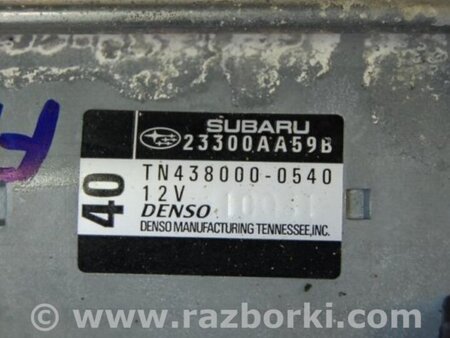 SUBARU
23300AA59B
40
TN438000-0540
12V
DENSO
DENSO MANUFACTURING TENNESSEE, INC.
© www.razborki.com